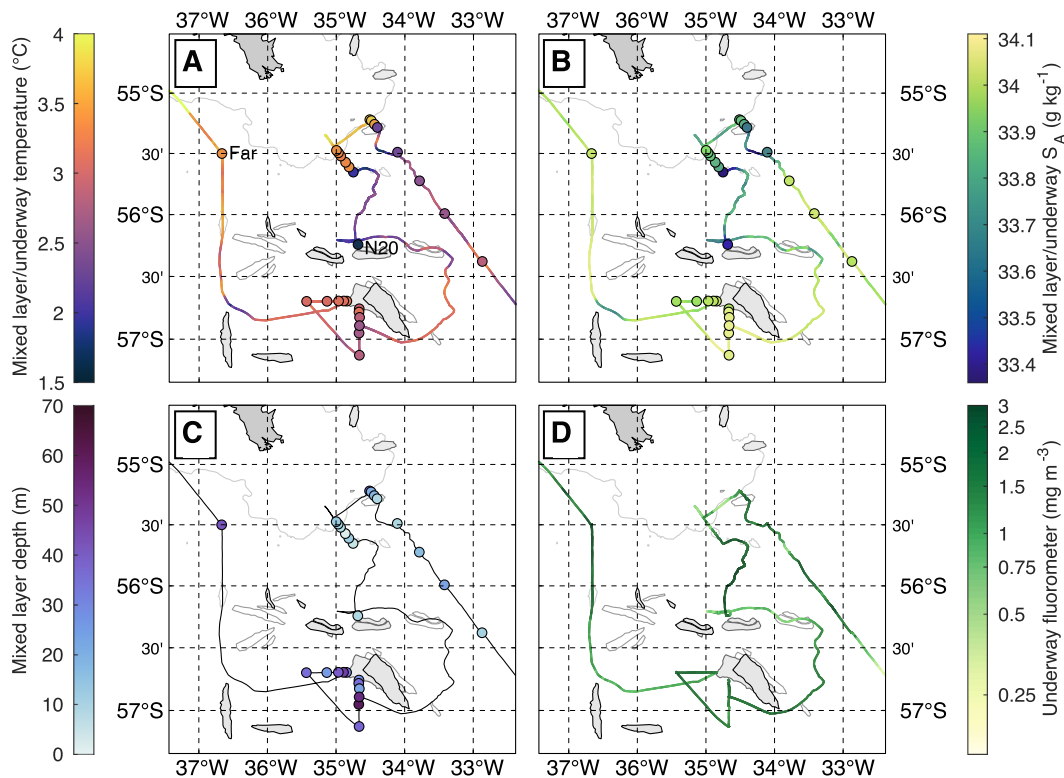 37°W 36°W 35°W 34°W 33°W 37°W 36°W 35°W 34°W 33°W
A
B
Mixed layer/underway temperature (°C)
4
3.5
3
2.5
2
1.5
55°S
30'
56°S
30'
57°S
Far
N20
55°S
30'
56°S
30'
57°S
34.1
34
33.9
33.8
33.7
33.6
33.5
33.4
Mixed layer/underway S_A (g kg⁻¹)
C
D
Mixed layer depth (m)
70
60
50
40
30
20
10
0
55°S
30'
56°S
30'
57°S
55°S
30'
56°S
30'
57°S
3
2.5
2
1.5
1
0.75
0.5
0.25
Underway fluorometer (mg m⁻³)
37°W 36°W 35°W 34°W 33°W 37°W 36°W 35°W 34°W 33°W